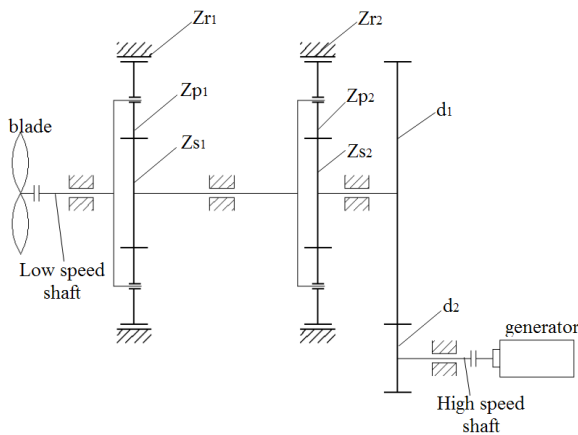 Zr1
Zr2
Zp1
Zp2
d1
blade
Zs1
Zs2
Low speed
shaft
d2
generator
High speed
shaft